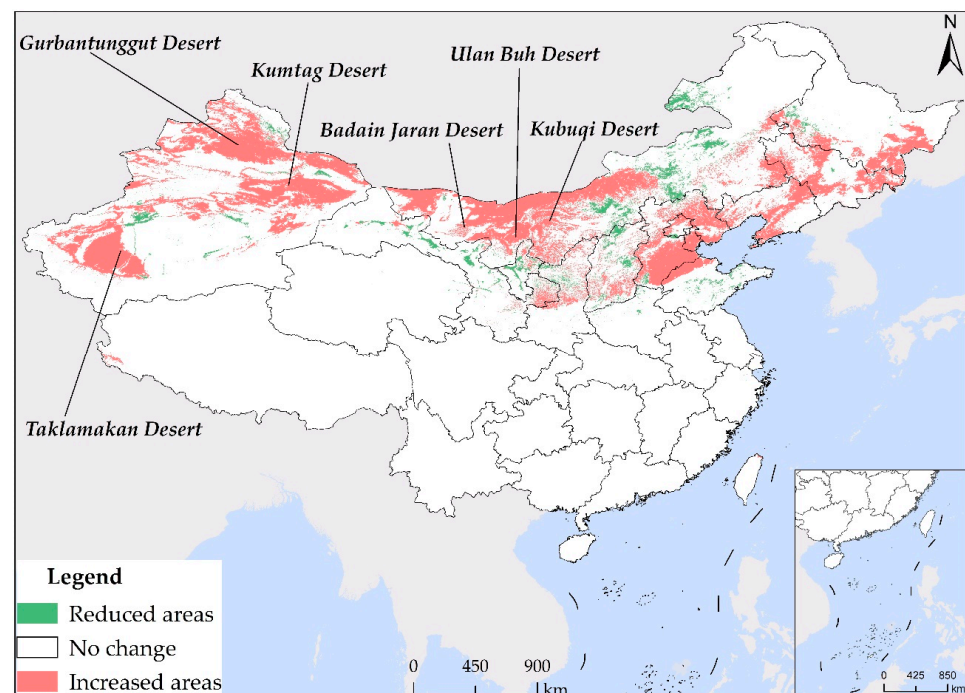 Gurbantunggut Desert
Kumtag Desert
Ulan Buh Desert
Badain Jaran Desert
Kubuqi Desert
N
Taklamakan Desert
Legend
Reduced areas
No change
Increased areas
0 450 900
km
0 425 850
km